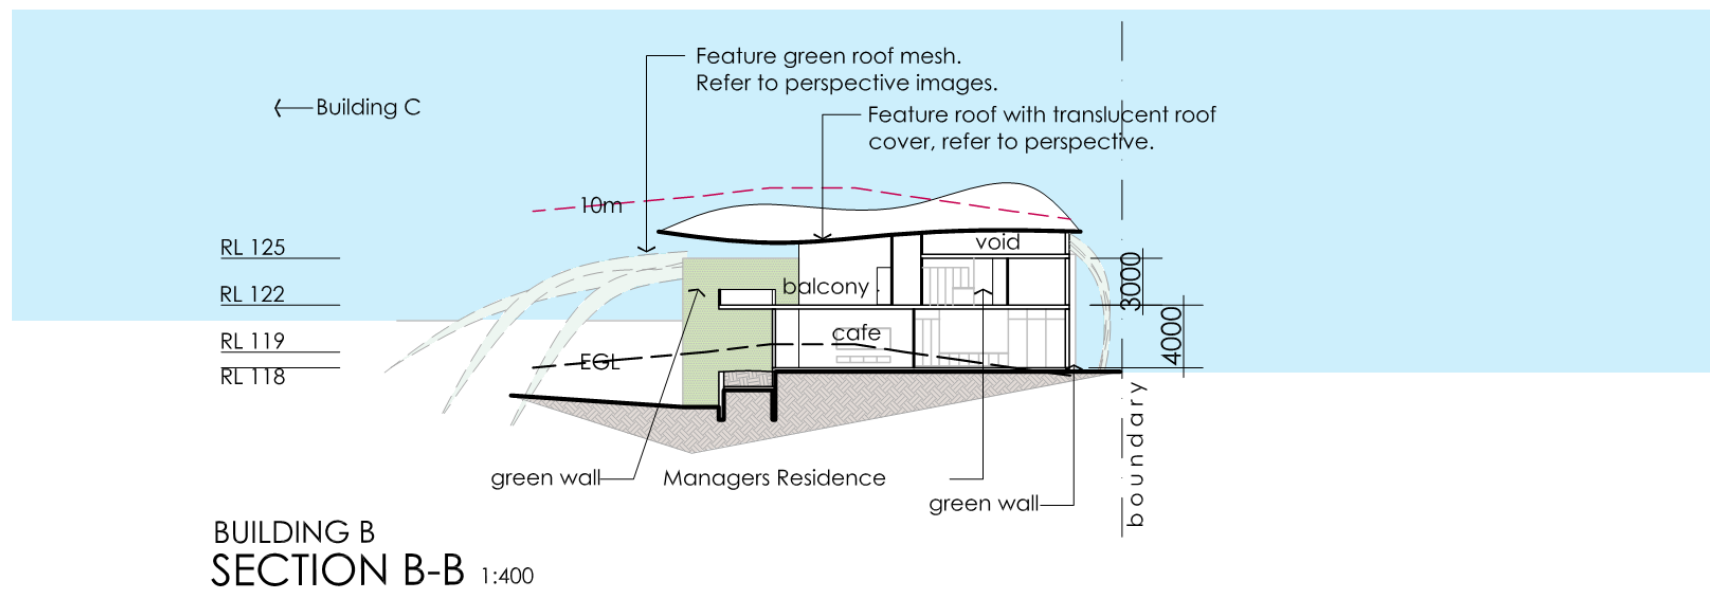 Feature green roof mesh.
Refer to perspective images.
Building C
Feature roof with translucent roof
cover, refer to perspective.
10m
RL 125
void
RL 122
balcony
3000
RL 119
cafe
4000
EGL
RL 118
boundary
green wall
Managers Residence
green wall
BUILDING B
SECTION B-B 1:400